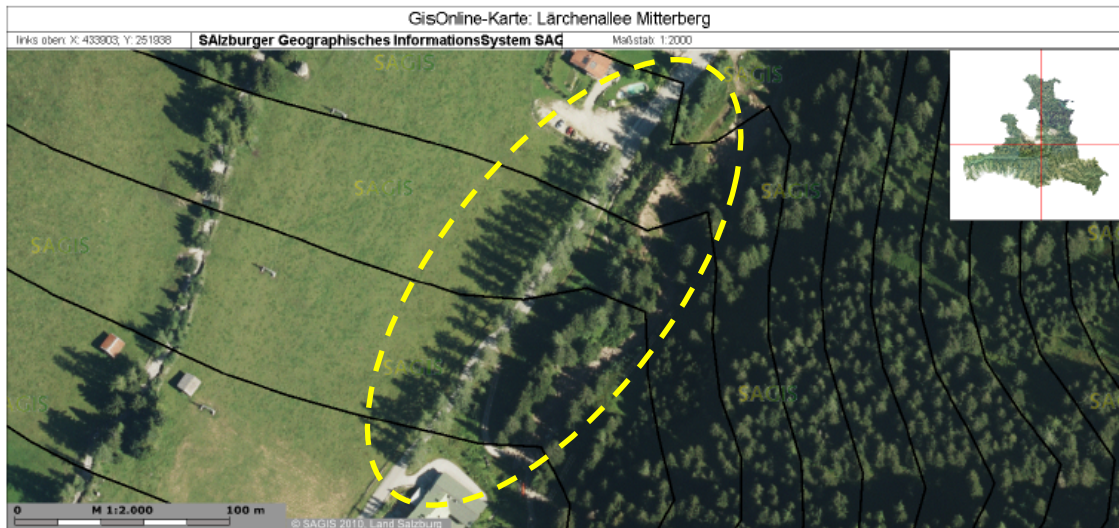 GisOnline-Karte: Lärchenallee Mitterberg
links oben: X: 433903; Y: 251938
SAlzburger Geographisches InformationsSystem SAG
Maßstab: 1:2000
SAGIS
SAGIS
SAGIS
SAGIS
SAGIS
SAGIS
SAGIS
0 M 1:2.000 100 m
© SAGIS 2010, Land Salzburg